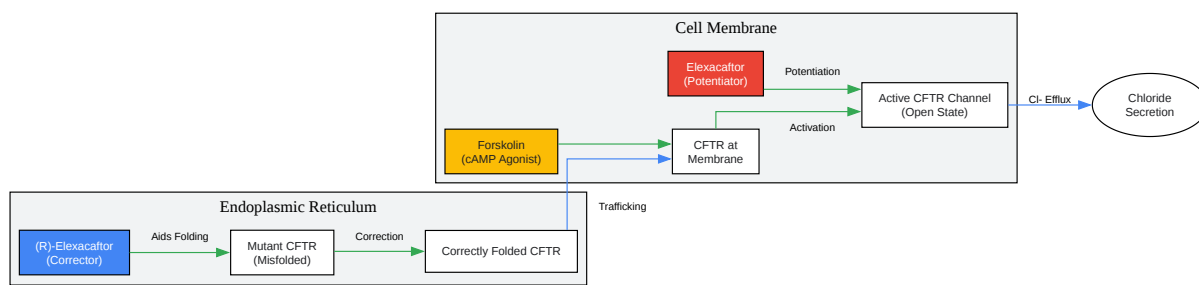 Cell Membrane
Elexacaftor
(Potentiator)
Potentiation
Active CFTR Channel
(Open State)
Cl- Efflux
Chloride
Secretion
Forskolin
(cAMP Agonist)
CFTR at
Membrane
Activation
Endoplasmic Reticulum
Trafficking
(R)-Elexacaftor
(Corrector)
Aids Folding
Mutant CFTR
(Misfolded)
Correction
Correctly Folded CFTR